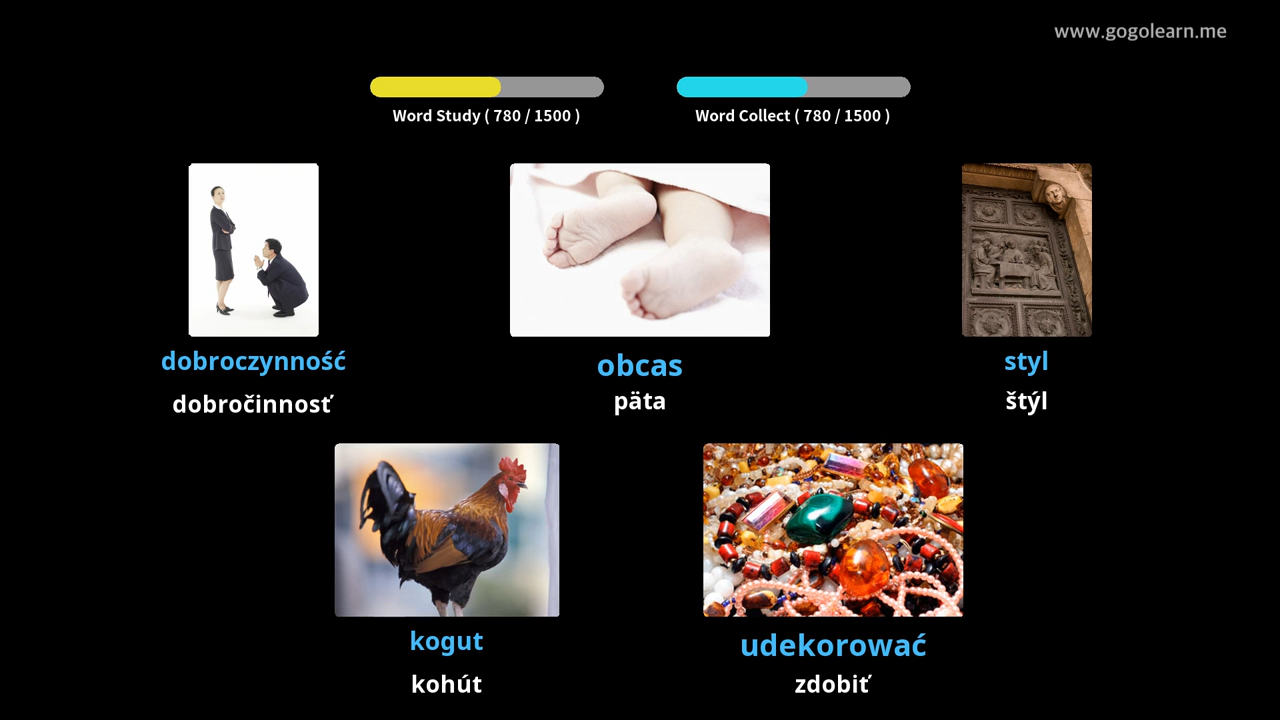 www.gogolearn.me
Word Study ( 780 / 1500 )
Word Collect ( 780 / 1500 )
dobroczynność
dobročinnosť
obcas
päta
styl
štýl
kogut
kohút
udekorować
zdobiť